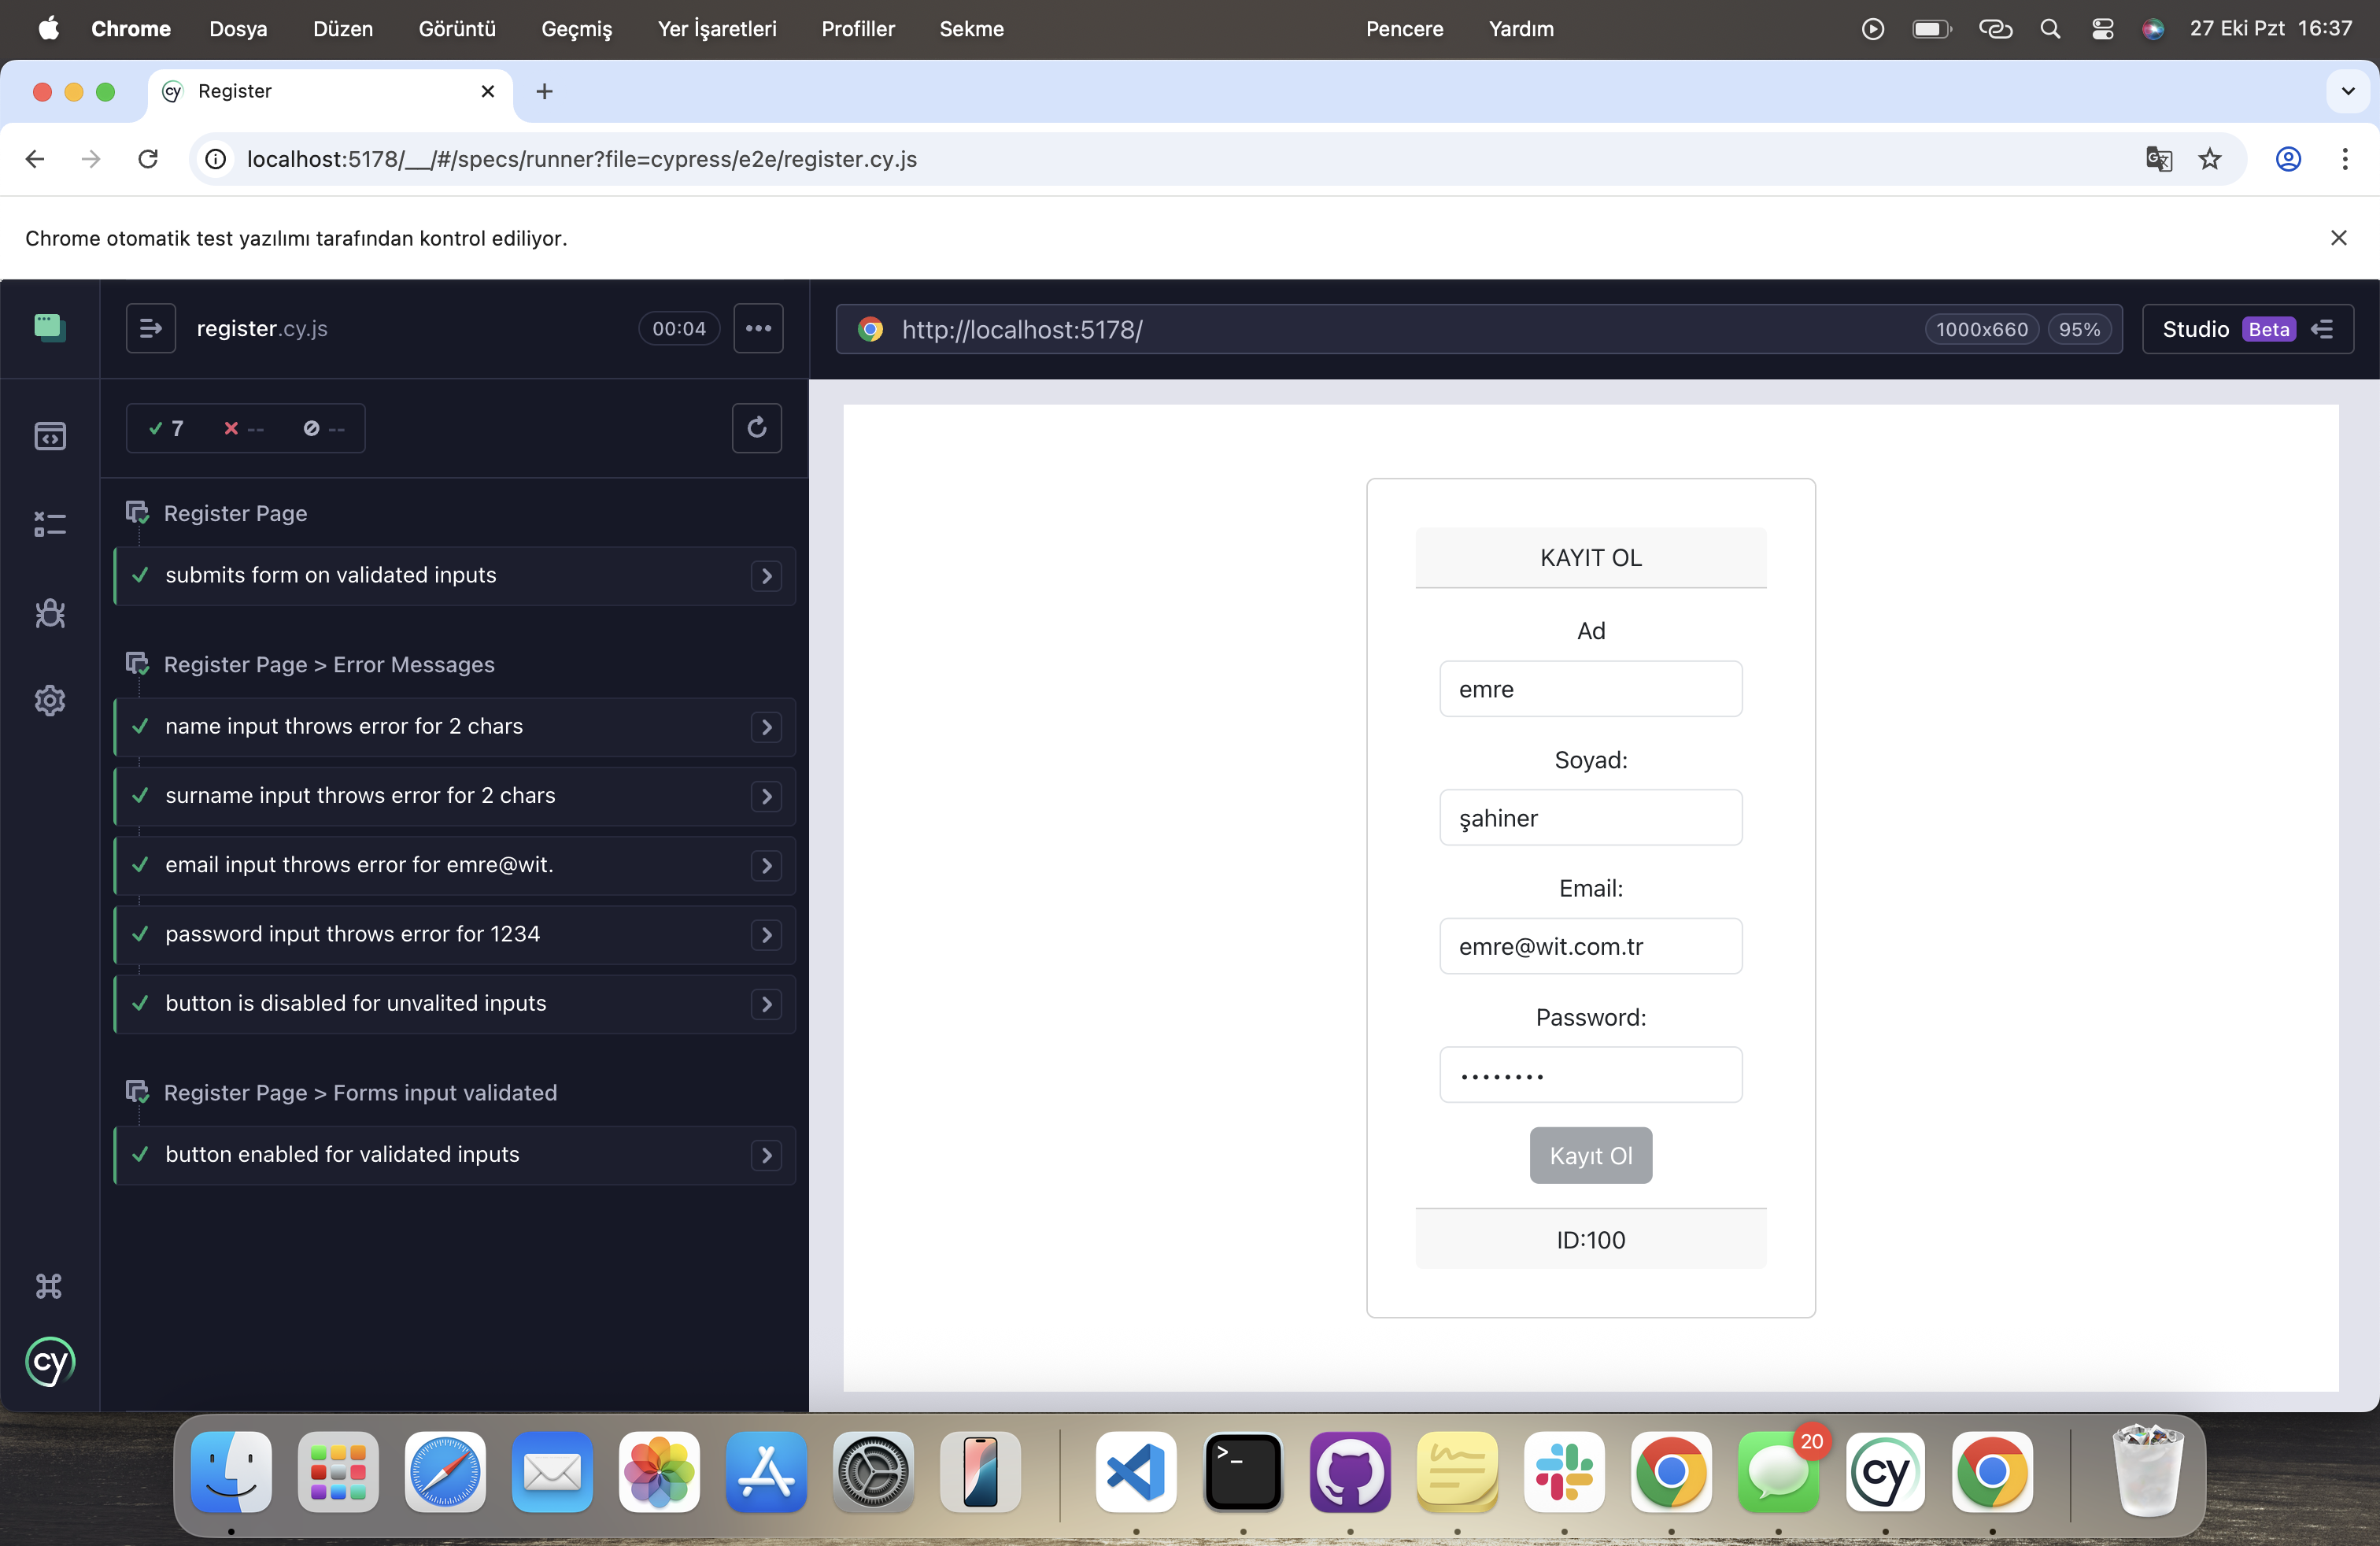 Chrome Dosya Düzen Görüntü Geçmiş Yer İşaretleri Profiller Sekme Pencere Yardım 27 Eki Pzt 16:37
cy Register
localhost:5178/__/#/specs/runner?file=cypress/e2e/register.cy.js
Chrome otomatik test yazılımı tarafından kontrol ediliyor.
register.cy.js 00:04
http://localhost:5178/ 1000x660 95% Studio Beta
7 -- --
Register Page
submits form on validated inputs
Register Page > Error Messages
name input throws error for 2 chars
surname input throws error for 2 chars
email input throws error for emre@wit.
password input throws error for 1234
button is disabled for unvalited inputs
Register Page > Forms input validated
button enabled for validated inputs
cy
KAYIT OL
Ad
emre
Soyad:
şahiner
Email:
emre@wit.com.tr
Password:
••••••••
Kayıt Ol
ID:100
>_
20
cy